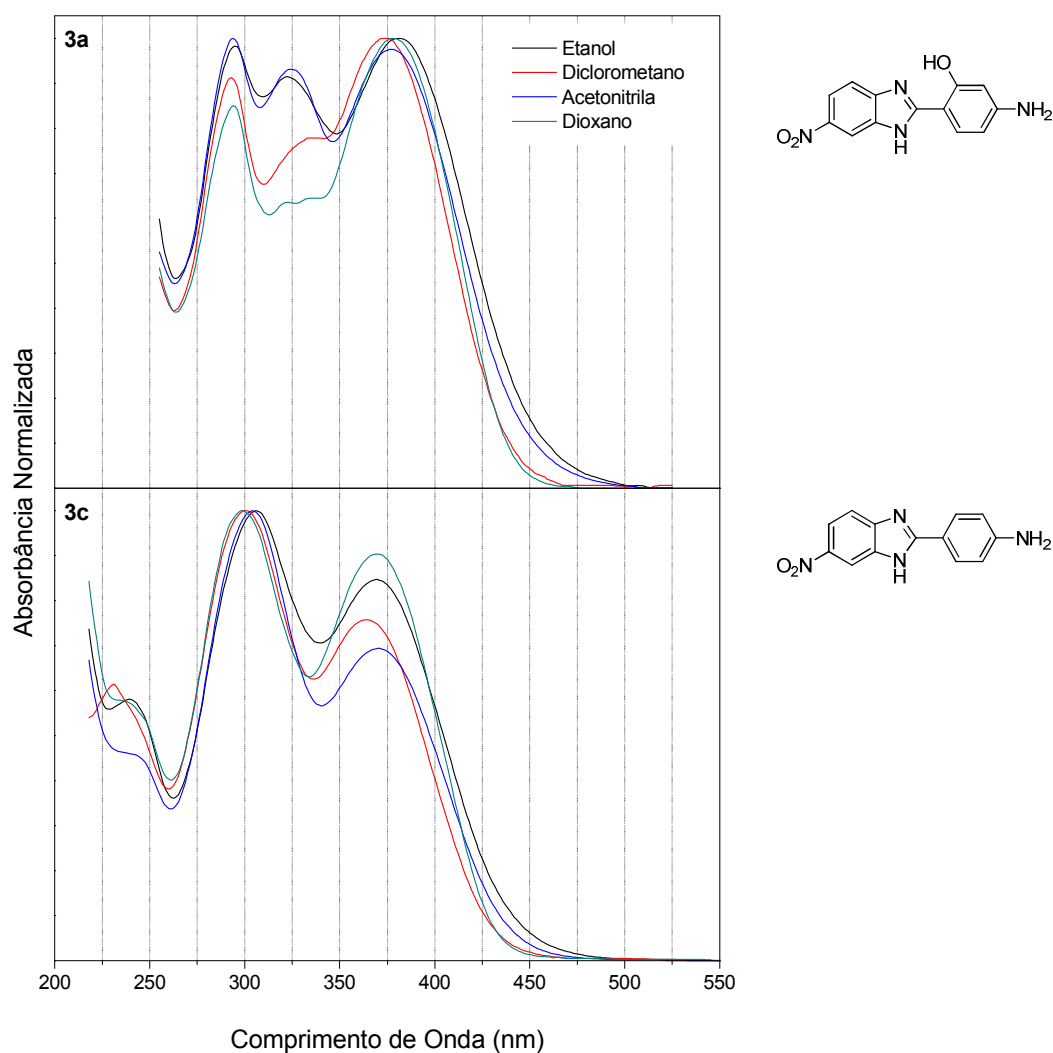 3a
Etanol
Diclorometano
Acetonitrila
Dioxano
HO
N
NH2
O2N
N
H
Absorbância Normalizada
3c
N
NH2
O2N
N
H
200 250 300 350 400 450 500 550
Comprimento de Onda (nm)